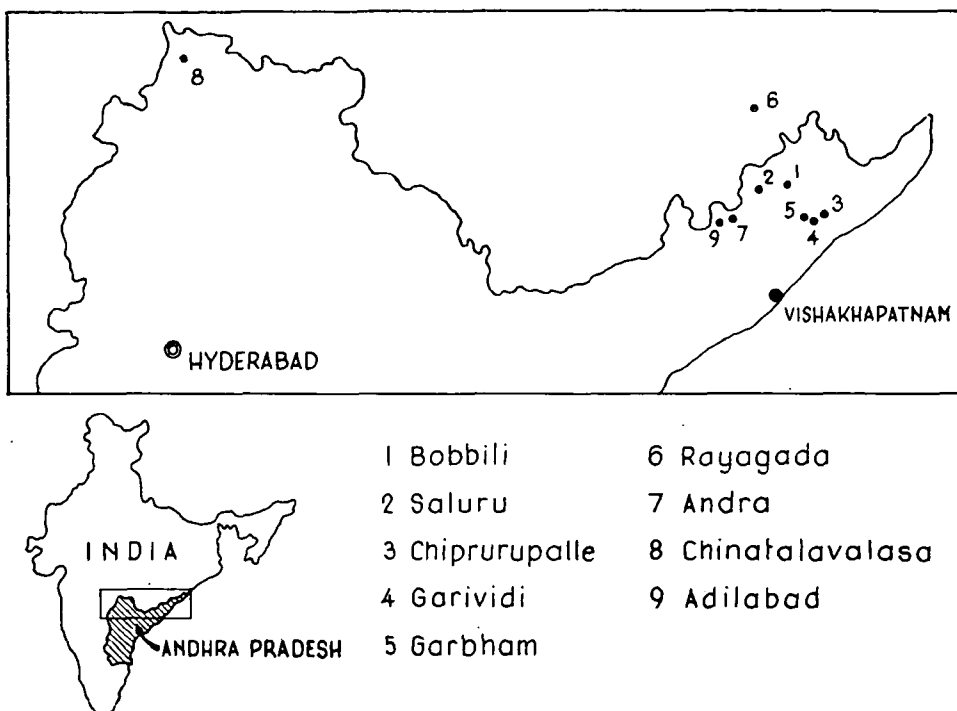 8
6
2
1
5
3
9
7
4
VISHAKHAPATNAM
HYDERABAD
INDIA
ANDHRA PRADESH
1 Bobbili
2 Saluru
3 Chiprurupalle
4 Garividi
5 Garbham
6 Rayagada
7 Andra
8 Chinatalavalasa
9 Adilabad